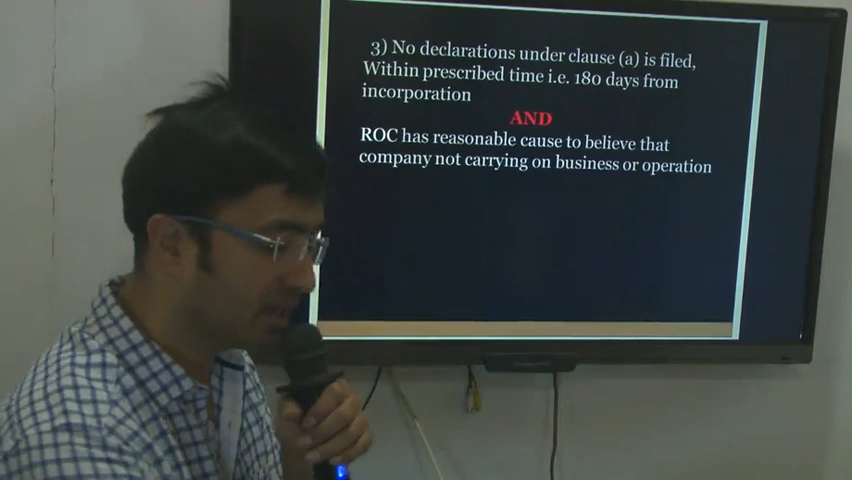 3) No declarations under clause (a) is filed,
Within prescribed time i.e. 180 days from
incorporation
AND
ROC has reasonable cause to believe that
company not carrying on business or operation